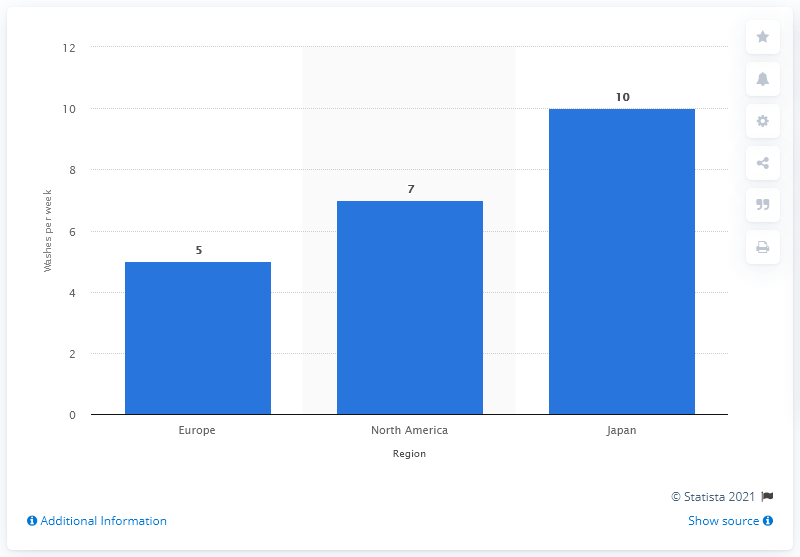 12
10
8
6
4
2
0
Washes per week
5
7
10
Europe
North America
Japan
Region
© Statista 2021
Additional Information
Show source